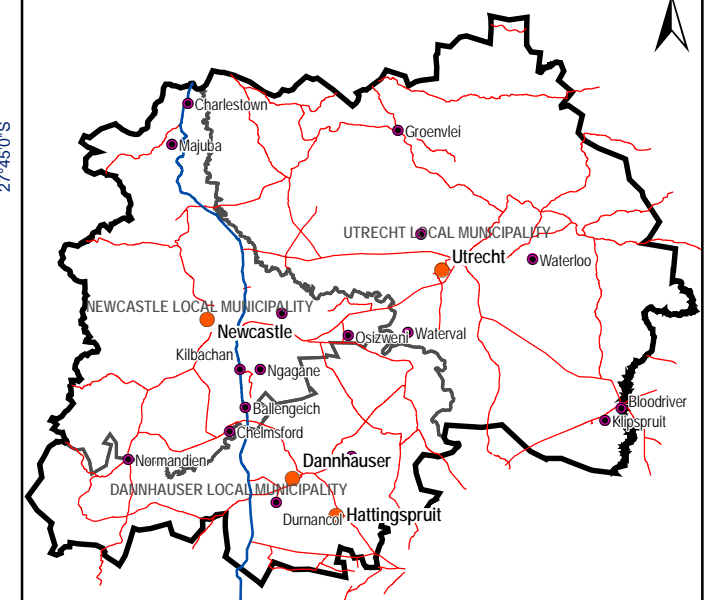 Charlestown
Groenvlei
Majuba
27°45'0"S
UTRECHT LOCAL MUNICIPALITY
Utrecht
Waterloo
NEWCASTLE LOCAL MUNICIPALITY
Newcastle
Osizweni
Waterval
Kilbachan
Ngagane
Ballengeich
Bloodriver
Klipspruit
Chelmsford
Normandien
Dannhauser
DANNHAUSER LOCAL MUNICIPALITY
Durnancol
Hattingspruit